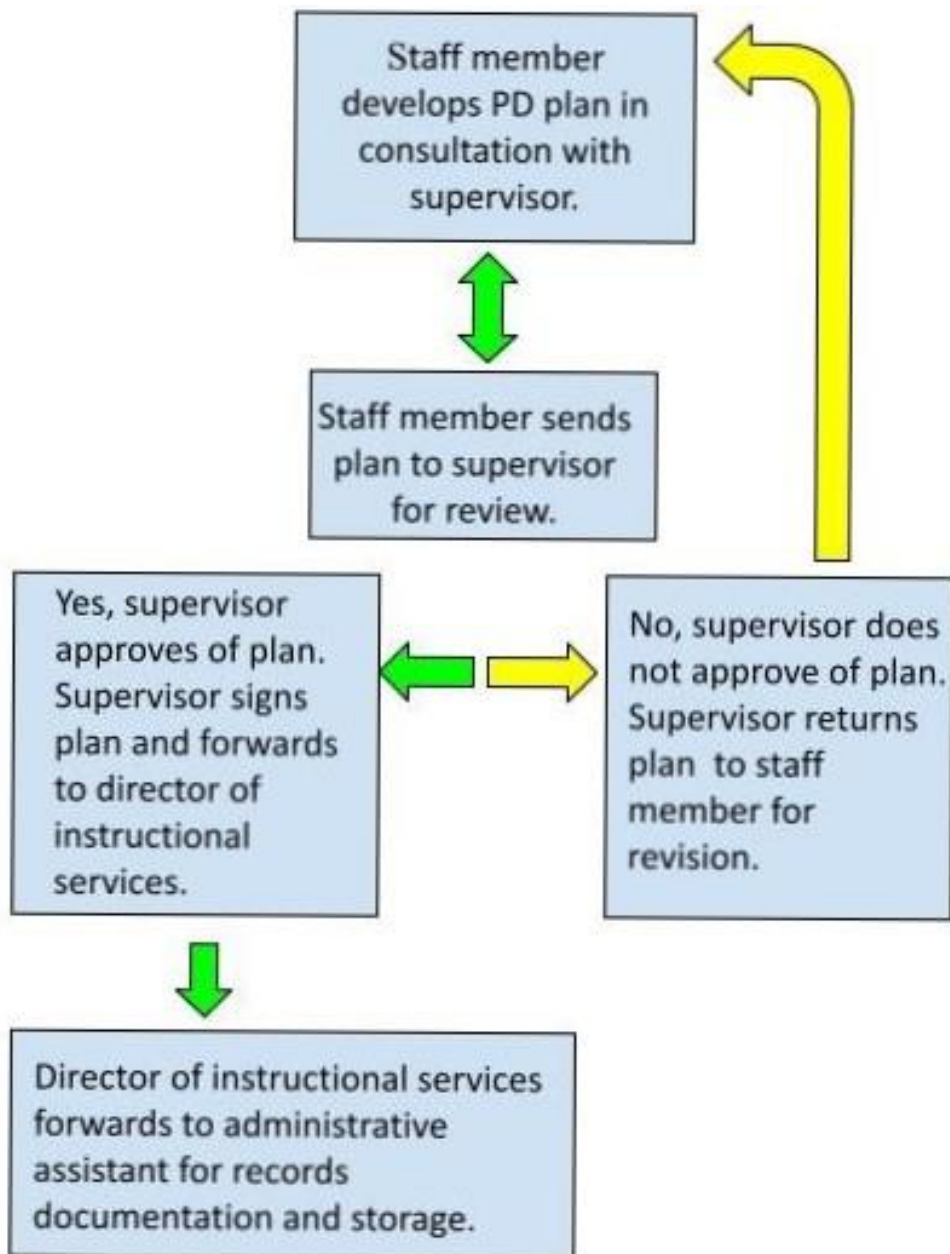 Staff member
develops PD plan in
consultation with
supervisor.
Staff member sends
plan to supervisor
for review.
Yes, supervisor
approves of plan.
Supervisor signs
plan and forwards
to director of
instructional
services.
No, supervisor does
not approve of plan.
Supervisor returns
plan to staff
member for
revision.
Director of instructional services
forwards to administrative
assistant for records
documentation and storage.